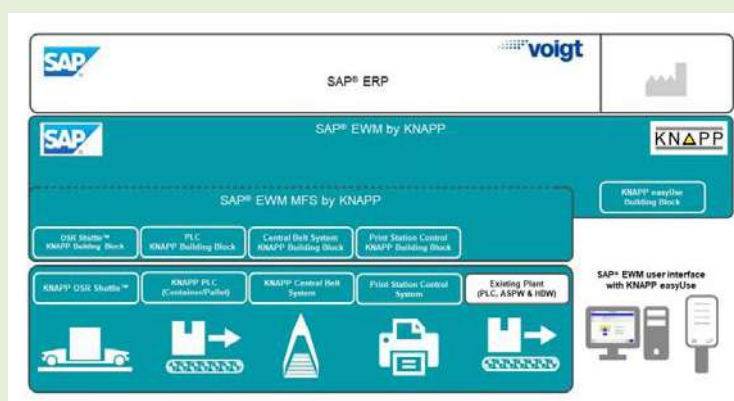 SAP
voigt
SAP® ERP
SAP® EWM by KNAPP
SAP
KNAPP
SAP® EWM MFS by KNAPP
KNAPP easyUse
Building Block
OSR Shuttle™
KNAPP Building Block
PLC
KNAPP Building Block
Central Belt System
KNAPP Building Block
Print Station Control
KNAPP Building Block
KNAPP OSR Shuttle™
KNAPP PLC
(Container/Pallet)
KNAPP Central Belt
System
Print Station Control
System
Existing Plant
(PLC, ASPW & HDW)
SAP® EWM user interface
with KNAPP easyUse